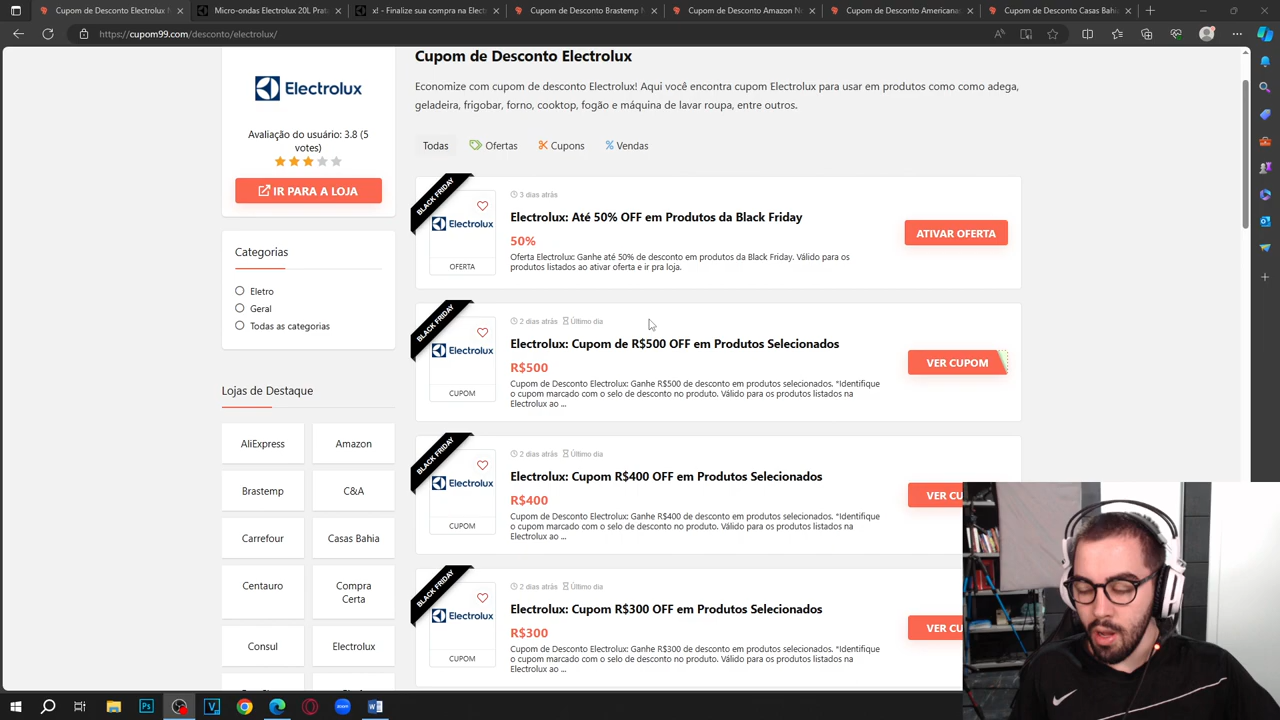 Cupom de Desconto Electrolux M
Micro-ondas Electrolux 20L Prat
x! - Finalize sua compra na Elect
Cupom de Desconto Brastemp M
Cupom de Desconto Amazon N
Cupom de Desconto Americana
Cupom de Desconto Casas Bahi
https://cupom99.com/desconto/electrolux/
Electrolux
Avaliação do usuário: 3.8 (5
votes)
IR PARA A LOJA
Categorias
Eletro
Geral
Todas as categorias
Lojas de Destaque
AliExpress
Amazon
Brastemp
C&A
Carrefour
Casas Bahia
Centauro
Compra
Certa
Consul
Electrolux
Cupom de Desconto Electrolux
Economize com cupom de desconto Electrolux! Aqui você encontra cupom Electrolux para usar em produtos como como adega,
geladeira, frigobar, forno, cooktop, fogão e máquina de lavar roupa, entre outros.
Todas
Ofertas
Cupons
Vendas
BLACK FRIDAY
Electrolux
OFERTA
3 dias atrás
Electrolux: Até 50% OFF em Produtos da Black Friday
50%
Oferta Electrolux: Ganhe até 50% de desconto em produtos da Black Friday. Válido para os
produtos listados ao ativar oferta e ir pra loja.
ATIVAR OFERTA
BLACK FRIDAY
Electrolux
CUPOM
2 dias atrás Último dia
Electrolux: Cupom de R$500 OFF em Produtos Selecionados
R$500
Cupom de Desconto Electrolux: Ganhe R$500 de desconto em produtos selecionados. *Identifique
o cupom marcado com o selo de desconto no produto. Válido para os produtos listados na
Electrolux ao ...
VER CUPOM
BLACK FRIDAY
Electrolux
CUPOM
2 dias atrás Último dia
Electrolux: Cupom R$400 OFF em Produtos Selecionados
R$400
Cupom de Desconto Electrolux: Ganhe R$400 de desconto em produtos selecionados. *Identifique
o cupom marcado com o selo de desconto no produto. Válido para os produtos listados na
Electrolux ao ...
VER CU
BLACK FRIDAY
Electrolux
CUPOM
2 dias atrás Último dia
Electrolux: Cupom R$300 OFF em Produtos Selecionados
R$300
Cupom de Desconto Electrolux: Ganhe R$300 de desconto em produtos selecionados. *Identifique
o cupom marcado com o selo de desconto no produto. Válido para os produtos listados na
Electrolux ao ...
VER CU